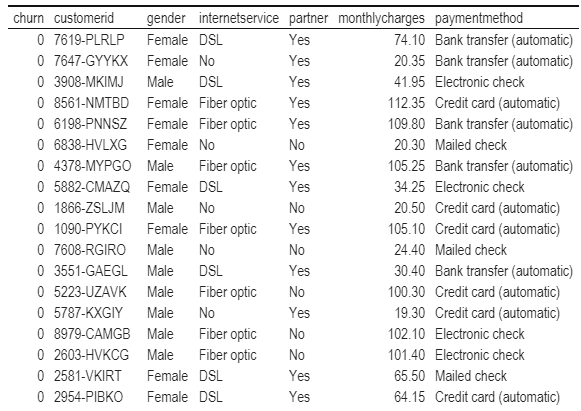 churn customerid gender internetservice partner monthlycharges paymentmethod
0 7619-PLRLP Female DSL Yes 74.10 Bank transfer (automatic)
0 7647-GYYKX Female No Yes 20.35 Bank transfer (automatic)
0 3908-MKIMJ Male DSL Yes 41.95 Electronic check
0 8561-NMTBD Female Fiber optic Yes 112.35 Credit card (automatic)
0 6198-PNNSZ Female Fiber optic Yes 109.80 Bank transfer (automatic)
0 6838-HVLXG Female No No 20.30 Mailed check
0 4378-MYPGO Male Fiber optic Yes 105.25 Bank transfer (automatic)
0 5882-CMAZQ Female DSL Yes 34.25 Electronic check
0 1866-ZSLJM Male No No 20.50 Credit card (automatic)
0 1090-PYKCI Female Fiber optic Yes 105.10 Credit card (automatic)
0 7608-RGIRO Male No No 24.40 Mailed check
0 3551-GAEGL Male DSL Yes 30.40 Bank transfer (automatic)
0 5223-UZAVK Male Fiber optic No 100.30 Credit card (automatic)
0 5787-KXGIY Male No Yes 19.30 Credit card (automatic)
0 8979-CAMGB Male Fiber optic No 102.10 Electronic check
0 2603-HVKCG Male Fiber optic No 101.40 Electronic check
0 2581-VKIRT Female DSL Yes 65.50 Mailed check
0 2954-PIBKO Female DSL Yes 64.15 Credit card (automatic)